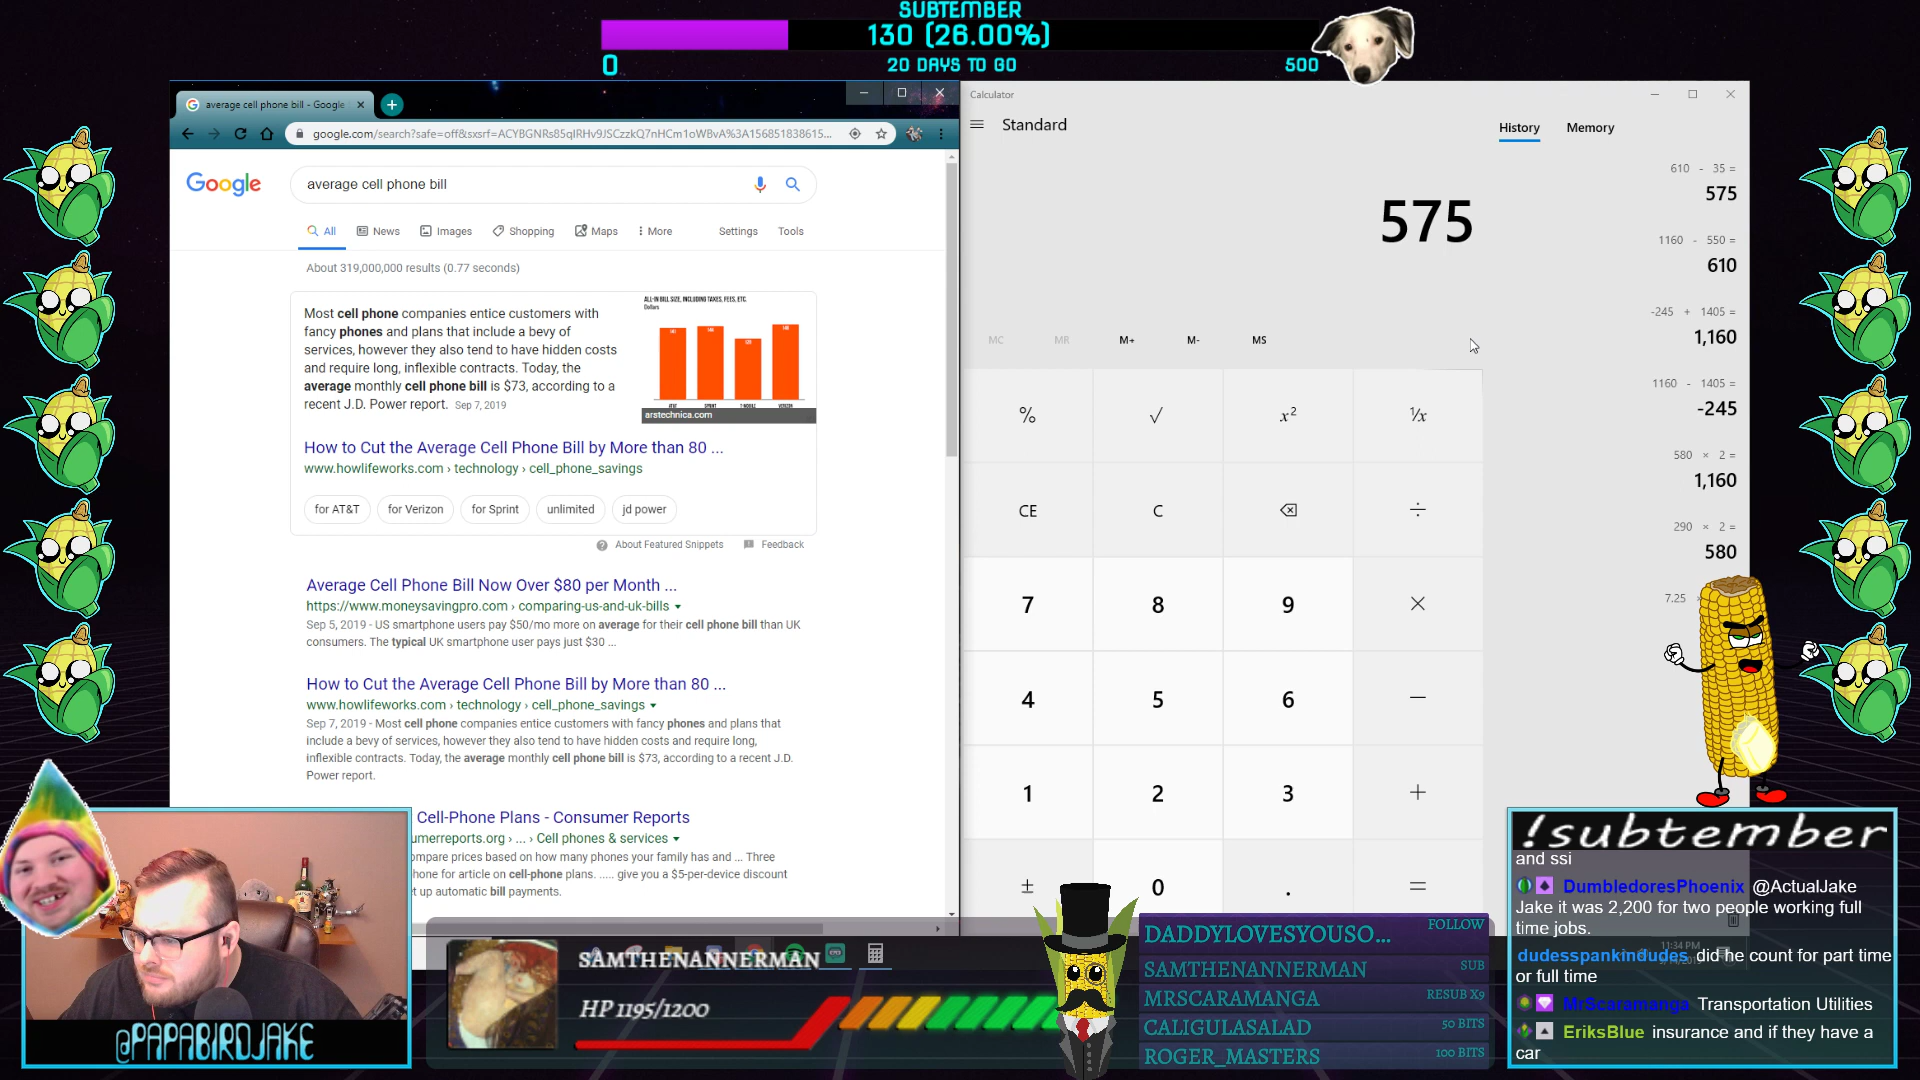 SUBTEMBER
130 (26.00%)
0
20 DAYS TO GO
500
average cell phone bill - Google
google.com/search?safe=off&sxsrf=ACYBGNRs85qIRHv9JSCzzkQ7nHCm1oWBvA%3A156851838615...
Google
average cell phone bill
All
News
Images
Shopping
Maps
More
Settings
Tools
About 319,000,000 results (0.77 seconds)
Most cell phone companies entice customers with
fancy phones and plans that include a bevy of
services, however they also tend to have hidden costs
and require long, inflexible contracts. Today, the
average monthly cell phone bill is $73, according to a
recent J.D. Power report. Sep 7, 2019
ALL-IN BILL SIZE, INCLUDING TAXES, FEES, ETC.
Dollars
AT&T SPRINT T-MOBILE VERIZON
arstechnica.com
How to Cut the Average Cell Phone Bill by More than 80 ...
www.howlifeworks.com › technology › cell_phone_savings
for AT&T
for Verizon
for Sprint
unlimited
jd power
About Featured Snippets
Feedback
Average Cell Phone Bill Now Over $80 per Month ...
https://www.moneysavingpro.com › comparing-us-and-uk-bills
Sep 5, 2019 - US smartphone users pay $50/mo more on average for their cell phone bill than UK
consumers. The typical UK smartphone user pays just $30 ...
How to Cut the Average Cell Phone Bill by More than 80 ...
www.howlifeworks.com › technology › cell_phone_savings
Sep 7, 2019 - Most cell phone companies entice customers with fancy phones and plans that
include a bevy of services, however they also tend to have hidden costs and require long,
inflexible contracts. Today, the average monthly cell phone bill is $73, according to a recent J.D.
Power report.
Cell-Phone Plans - Consumer Reports
umerreports.org › ... › Cell phones & services
ompare prices based on how many phones your family has and ... Three
hone for article on cell-phone plans. ..... give you a $5-per-device discount
et up automatic bill payments.
Calculator
Standard
575
MC MR M+ M- MS
% √ x² ¹⁄x
CE C ÷
7 8 9 ×
4 5 6 −
1 2 3 +
± 0 . =
History
Memory
610 - 35 =
575
1160 - 550 =
610
-245 + 1405 =
1,160
1160 - 1405 =
-245
580 × 2 =
1,160
290 × 2 =
580
7.25
@PAPABIRDJAKE
SAMTHENANNERMAN
HP 1195/1200
DADDYLOVESYOUSO... FOLLOW
SAMTHENANNERMAN SUB
MRSCARAMANGA RESUB X9
CALIGULASALAD 50 BITS
ROGER_MASTERS 100 BITS
!subtember
and ssi
DumbledoresPhoenix @ActualJake
Jake it was 2,200 for two people working full
time jobs.
11:34 PM
dudesspankindudes did he count for part time
or full time
MrScaramanga Transportation Utilities
EriksBlue insurance and if they have a
car